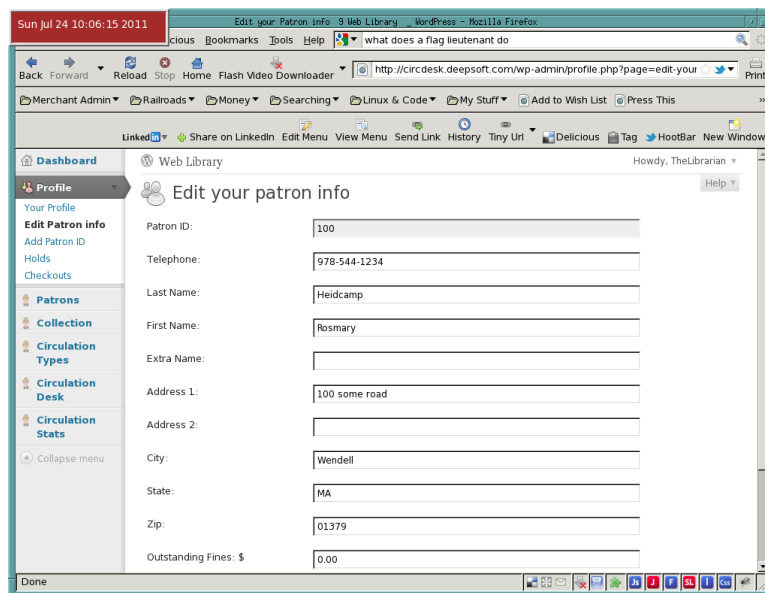 Sun Jul 24 10:06:15 2011
Edit your Patron info 9 Web Library _ WordPress - Mozilla Firefox
cious Bookmarks Tools Help what does a flag lieutenant do
Back Forward Reload Stop Home Flash Video Downloader http://circdesk.deepsoft.com/wp-admin/profile.php?page=edit-your Print
Merchant Admin Railroads Money Searching Linux & Code My Stuff Add to Wish List Press This »
Linked in Share on LinkedIn Edit Menu View Menu Send Link History Tiny Url Delicious Tag HootBar New Window
Dashboard
Web Library
Howdy, TheLibrarian
Profile
Help
Edit your patron info
Your Profile
Edit Patron info
Add Patron ID
Holds
Checkouts
Patrons
Collection
Circulation
Types
Circulation
Desk
Circulation
Stats
Collapse menu
Patron ID: 100
Telephone: 978-544-1234
Last Name: Heidcamp
First Name: Rosmary
Extra Name:
Address 1: 100 some road
Address 2:
City: Wendell
State: MA
Zip: 01379
Outstanding Fines: $ 0.00
Done
Js J F SL I Css